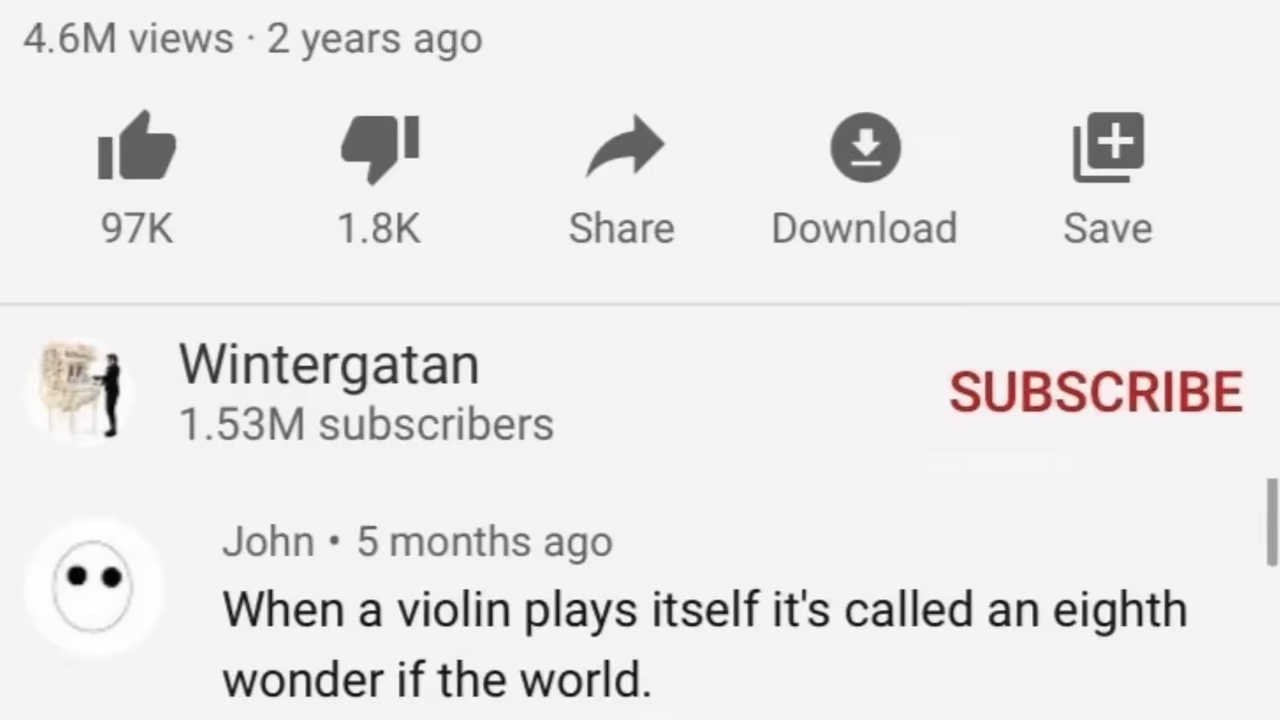 4.6M views · 2 years ago
97K 1.8K Share Download Save
Wintergatan
1.53M subscribers
SUBSCRIBE
John • 5 months ago
When a violin plays itself it's called an eighth
wonder if the world.